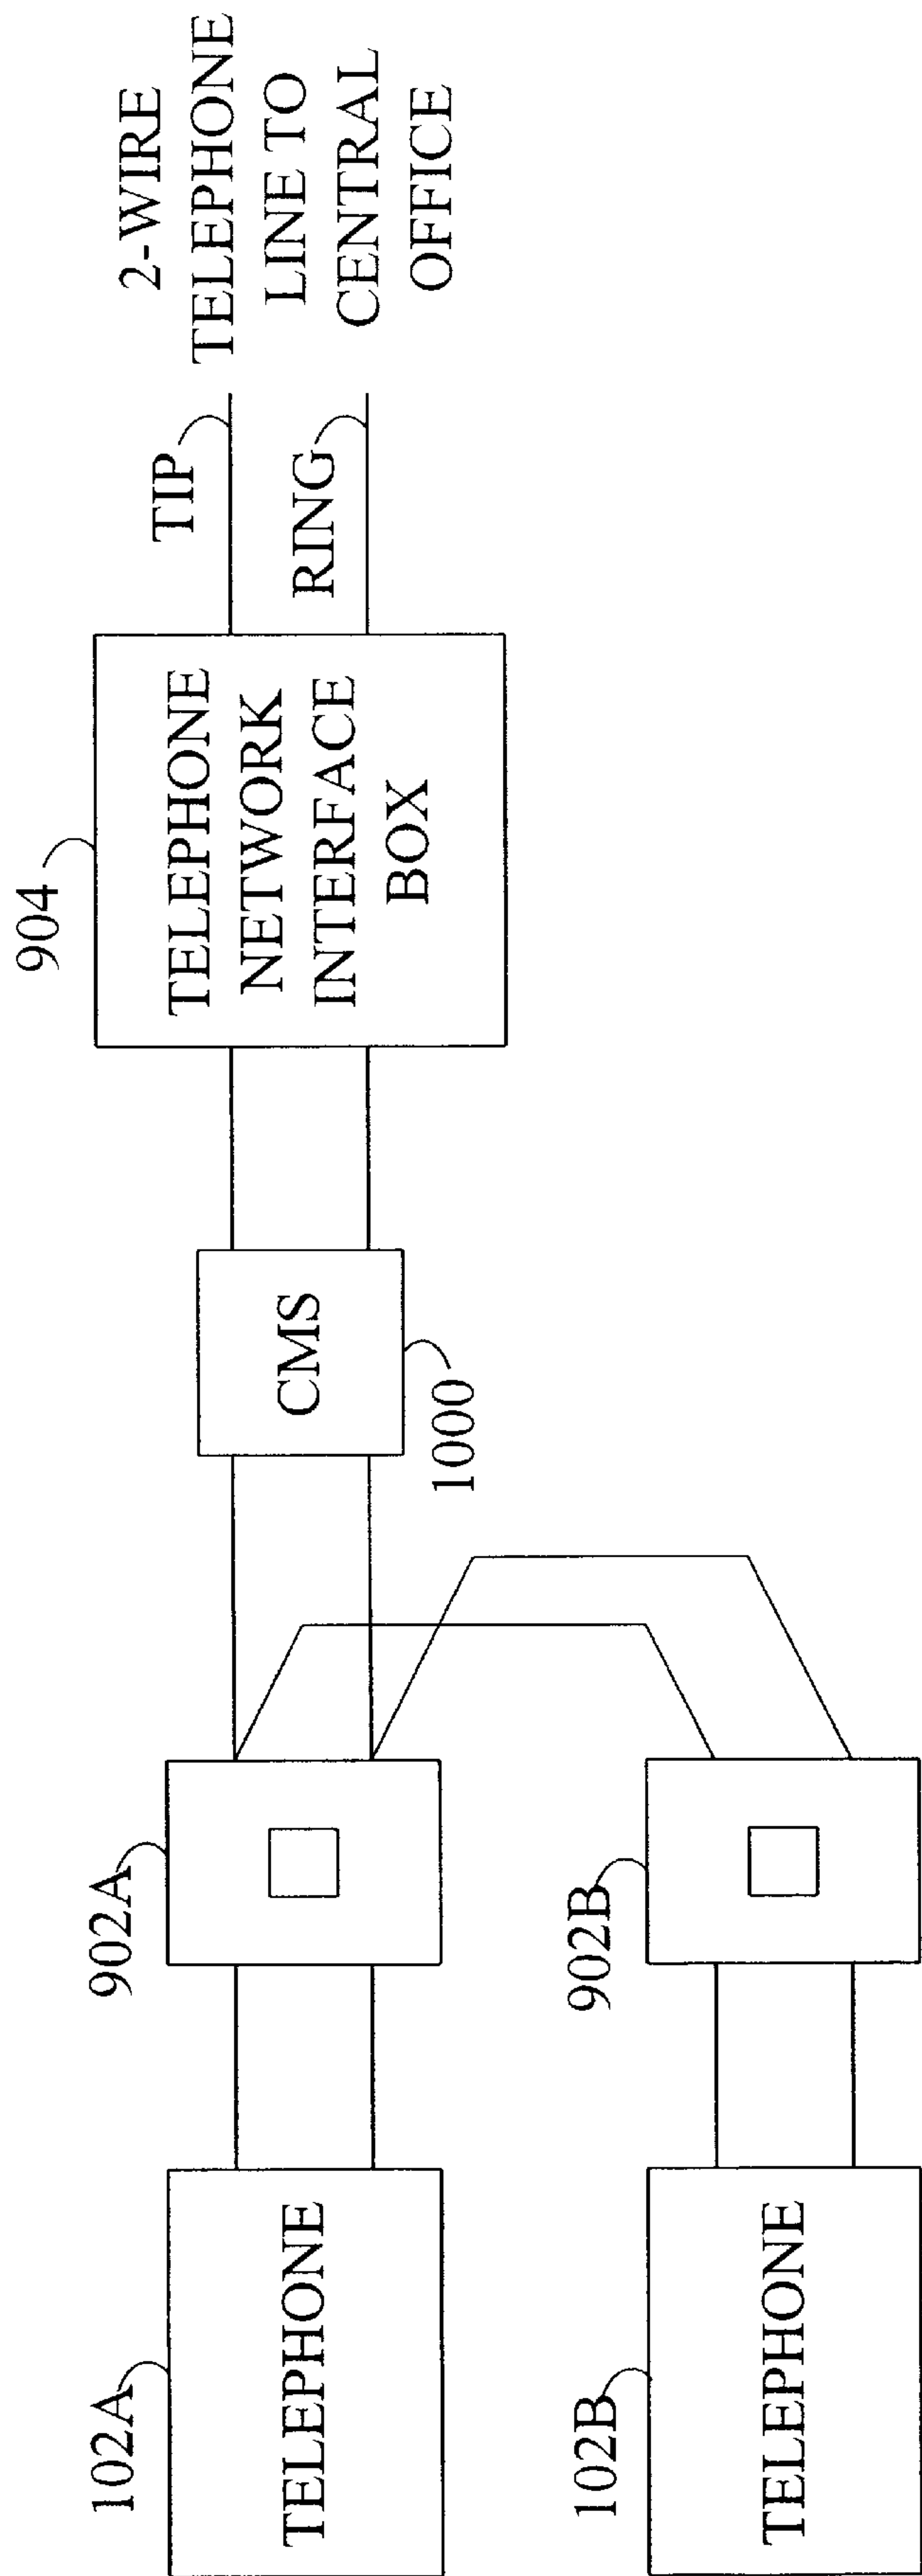 102A
TELEPHONE
902A
CMS
1000
904
TELEPHONE
NETWORK
INTERFACE
BOX
TIP
RING
2-WIRE
TELEPHONE
LINE TO
CENTRAL
OFFICE
102B
TELEPHONE
902B